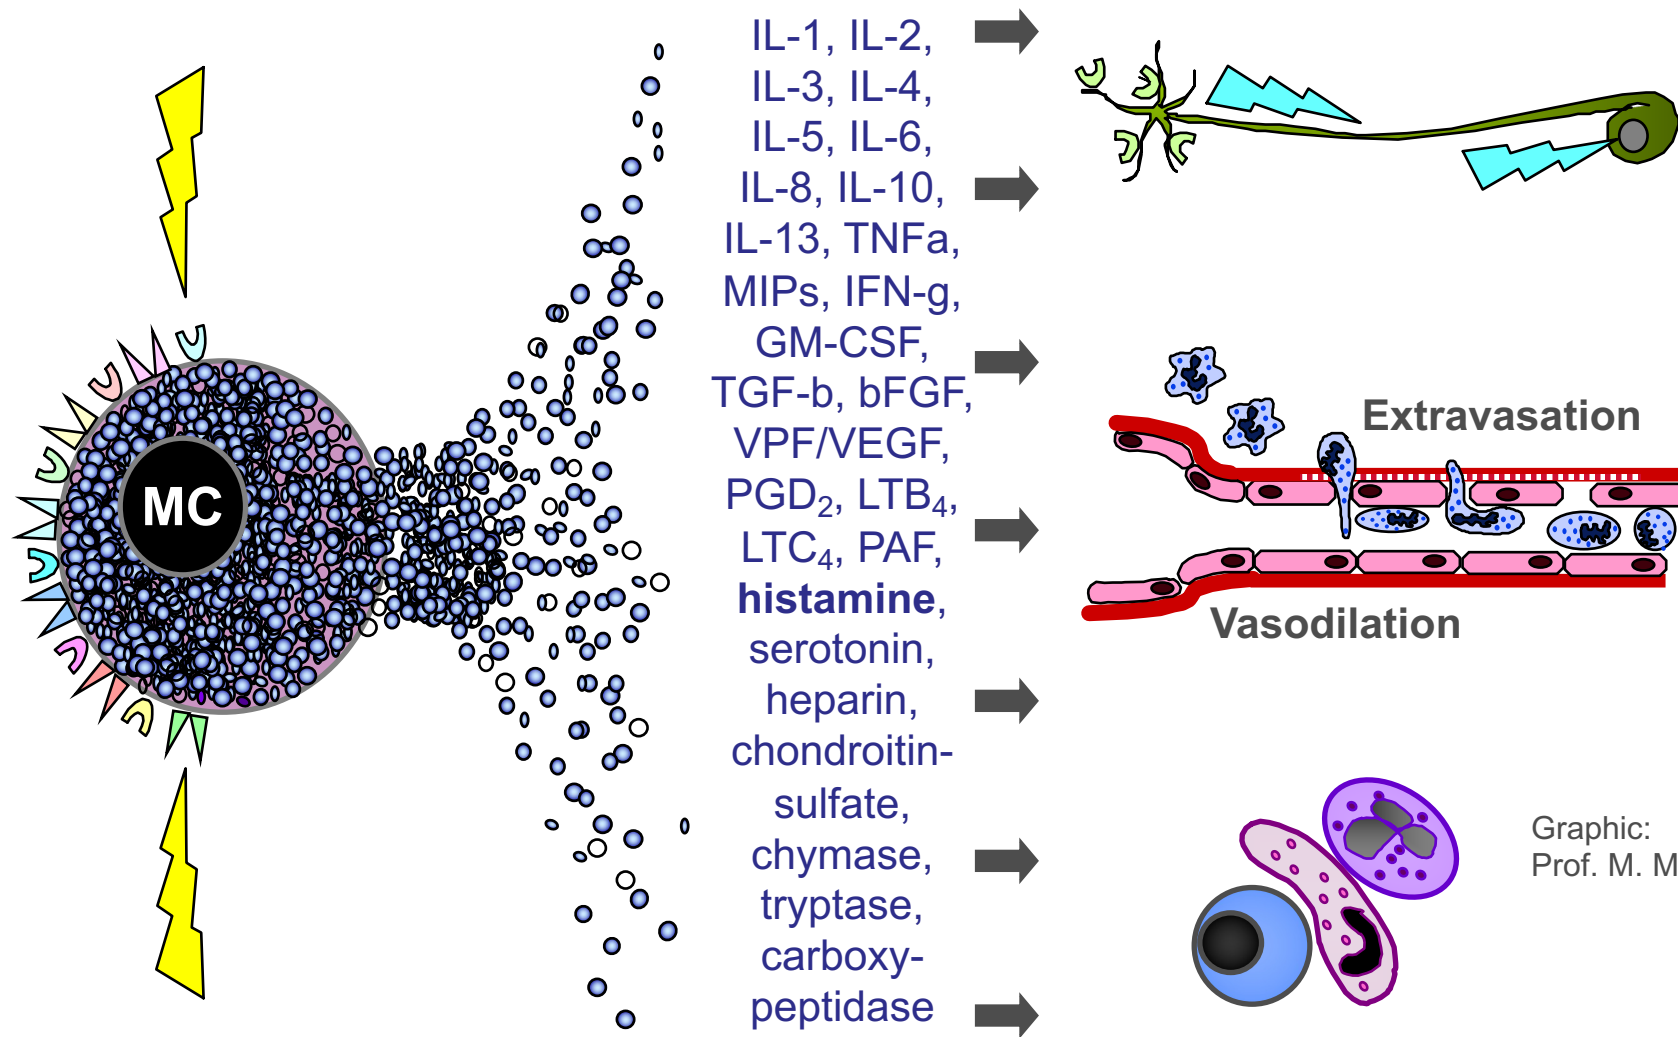 MC
IL-1, IL-2,
IL-3, IL-4,
IL-5, IL-6,
IL-8, IL-10,
IL-13, TNFa,
MIPs, IFN-g,
GM-CSF,
TGF-b, bFGF,
VPF/VEGF,
PGD₂, LTB₄,
LTC₄, PAF,
histamine,
serotonin,
heparin,
chondroitin-
sulfate,
chymase,
tryptase,
carboxy-
peptidase
Extravasation
Vasodilation
Graphic:
Prof. M. M